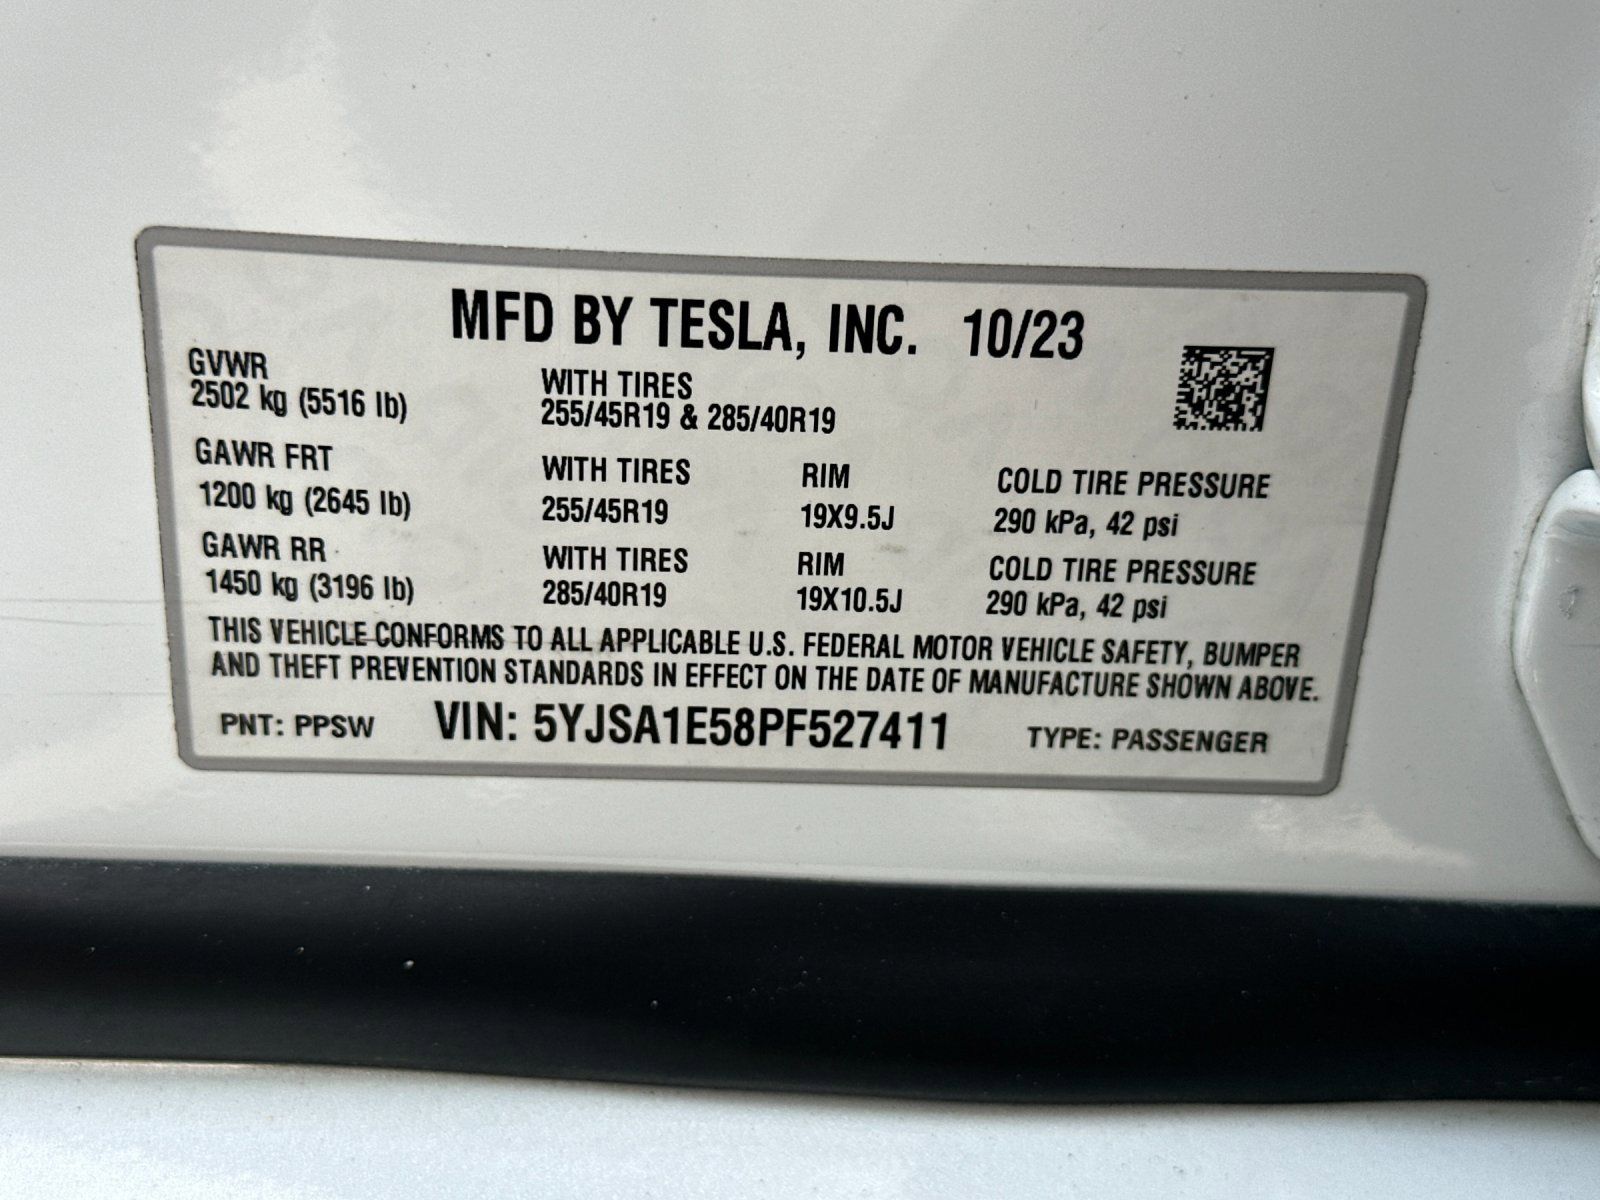 MFD BY TESLA, INC. 10/23
GVWR
2502 kg (5516 lb)
WITH TIRES
255/45R19 & 285/40R19
GAWR FRT WITH TIRES RIM COLD TIRE PRESSURE
1200 kg (2645 lb) 255/45R19 19X9.5J 290 kPa, 42 psi
GAWR RR WITH TIRES RIM COLD TIRE PRESSURE
1450 kg (3196 lb) 285/40R19 19X10.5J 290 kPa, 42 psi
THIS VEHICLE CONFORMS TO ALL APPLICABLE U.S. FEDERAL MOTOR VEHICLE SAFETY, BUMPER
AND THEFT PREVENTION STANDARDS IN EFFECT ON THE DATE OF MANUFACTURE SHOWN ABOVE.
PNT: PPSW VIN: 5YJSA1E58PF527411 TYPE: PASSENGER